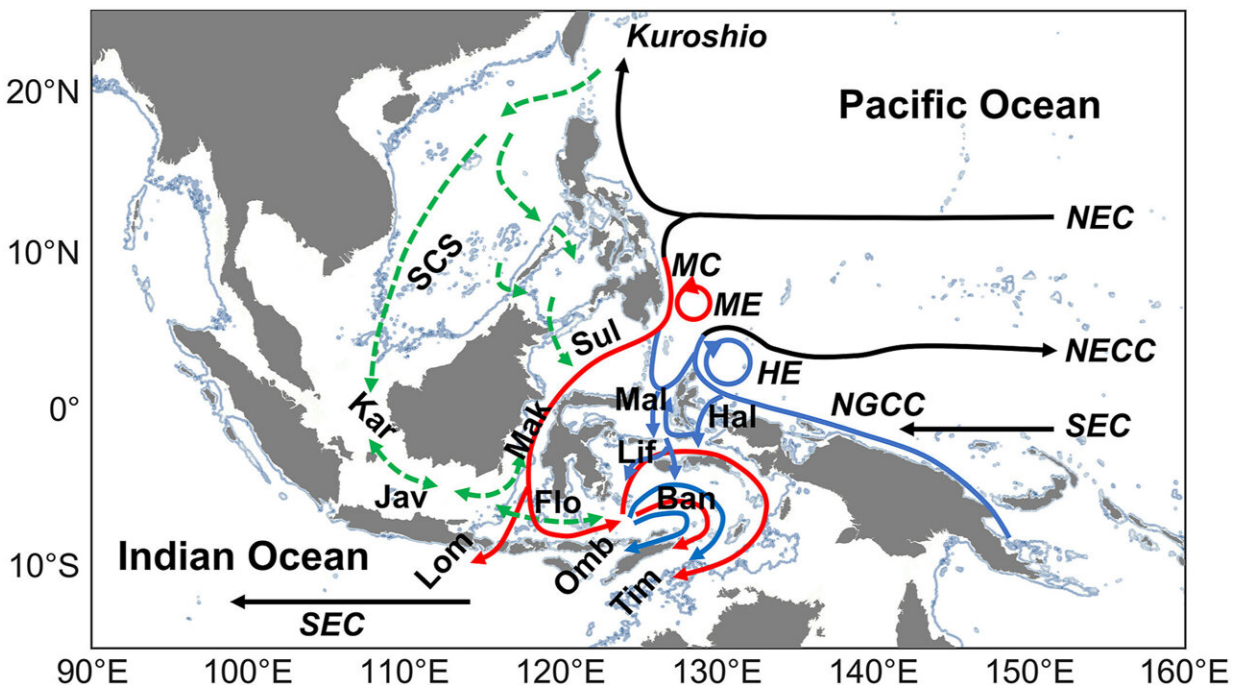 Kuroshio
20°N
Pacific Ocean
NEC
10°N
SCS
MC
ME
Sul
NECC
HE
0°
Kar
Mak
Mal
Hal
NGCC
SEC
Lif
Jav
Flo
Ban
Indian Ocean
Lom
Omb
Tim
10°S
SEC
90°E 100°E 110°E 120°E 130°E 140°E 150°E 160°E